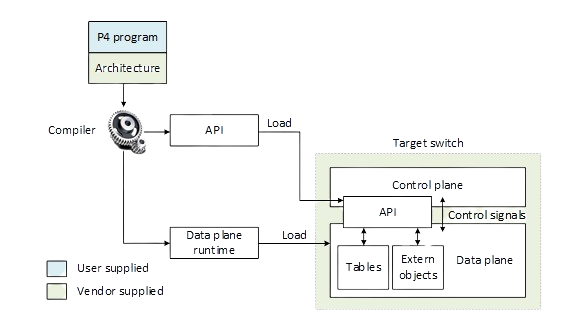 P4 program
Architecture
Compiler
API
Load
Target switch
Control plane
API
Control signals
Data plane
runtime
Load
Tables
Extern
objects
Data plane
User supplied
Vendor supplied